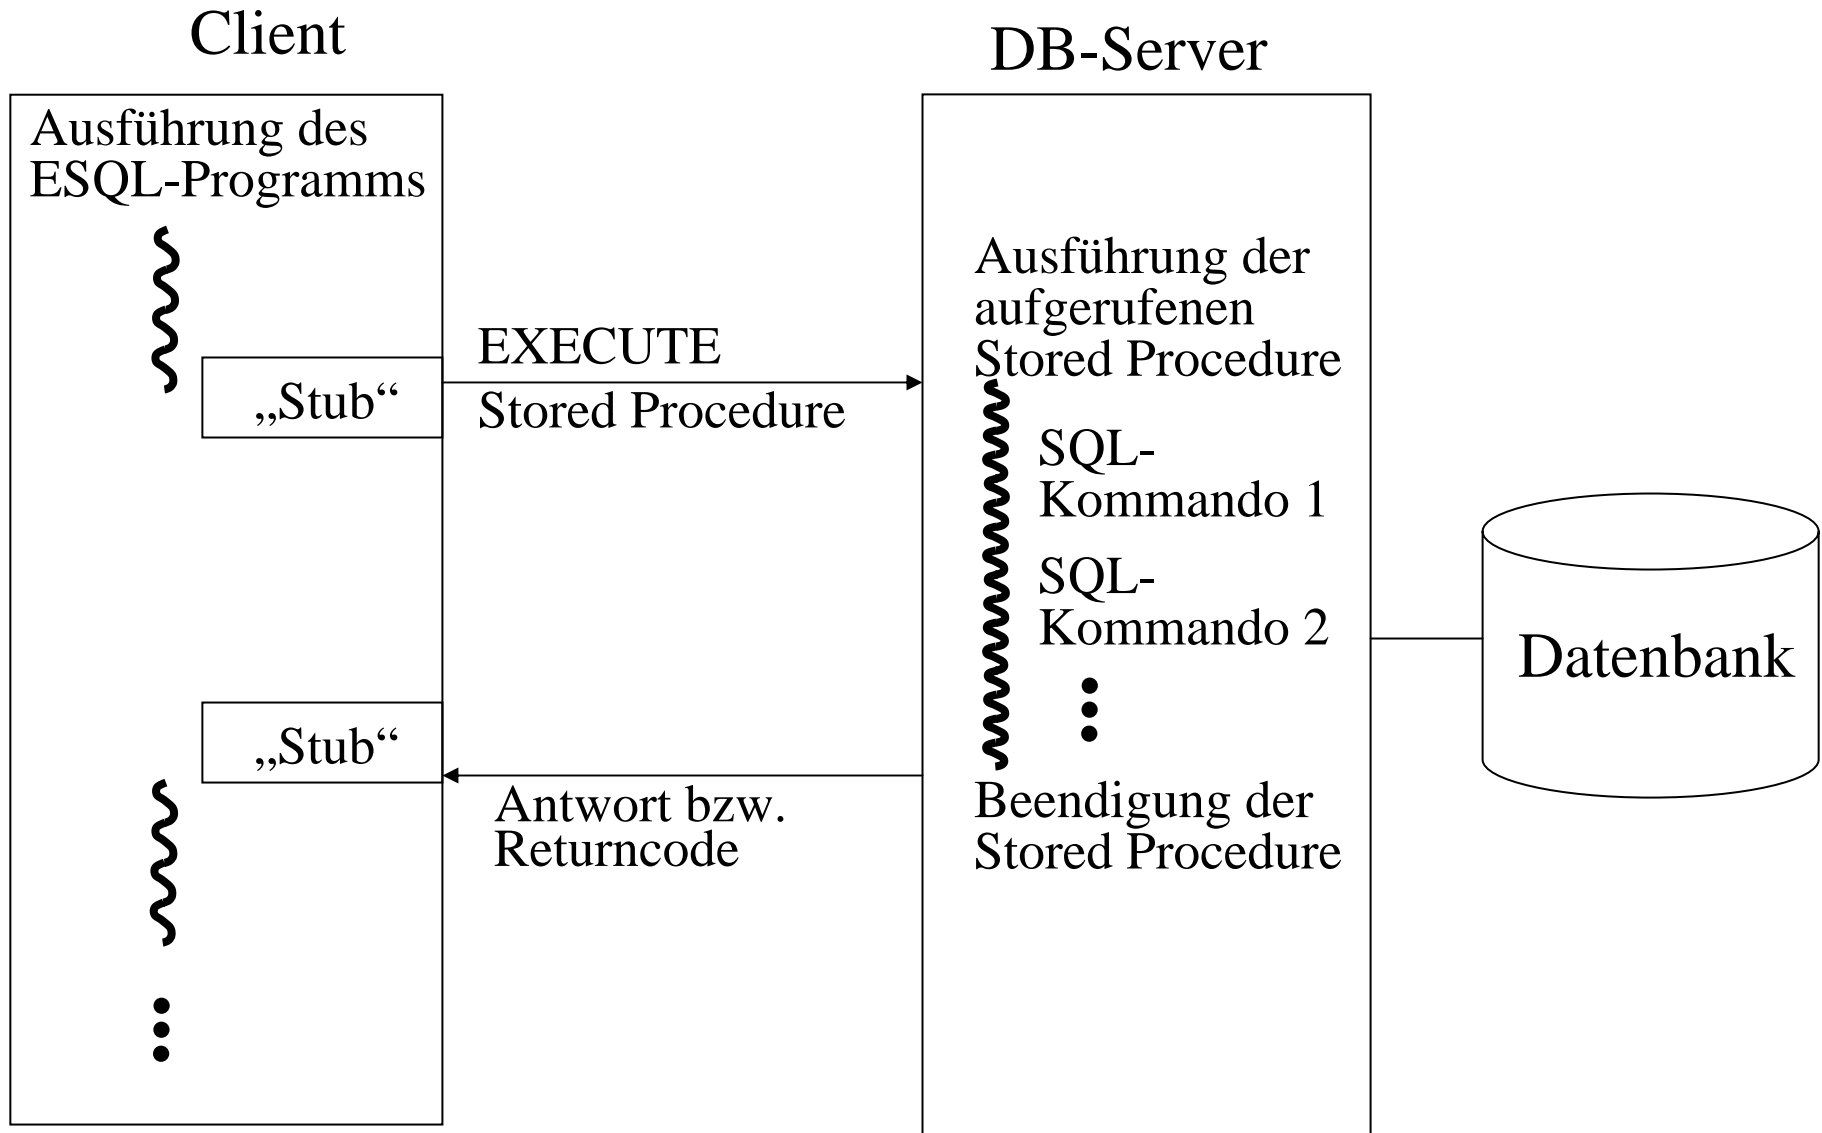 Client
DB-Server
Ausführung des
ESQL-Programms
„Stub“
EXECUTE
Stored Procedure
Ausführung der
aufgerufenen
Stored Procedure
SQL-
Kommando 1
SQL-
Kommando 2
Datenbank
„Stub“
Antwort bzw.
Returncode
Beendigung der
Stored Procedure